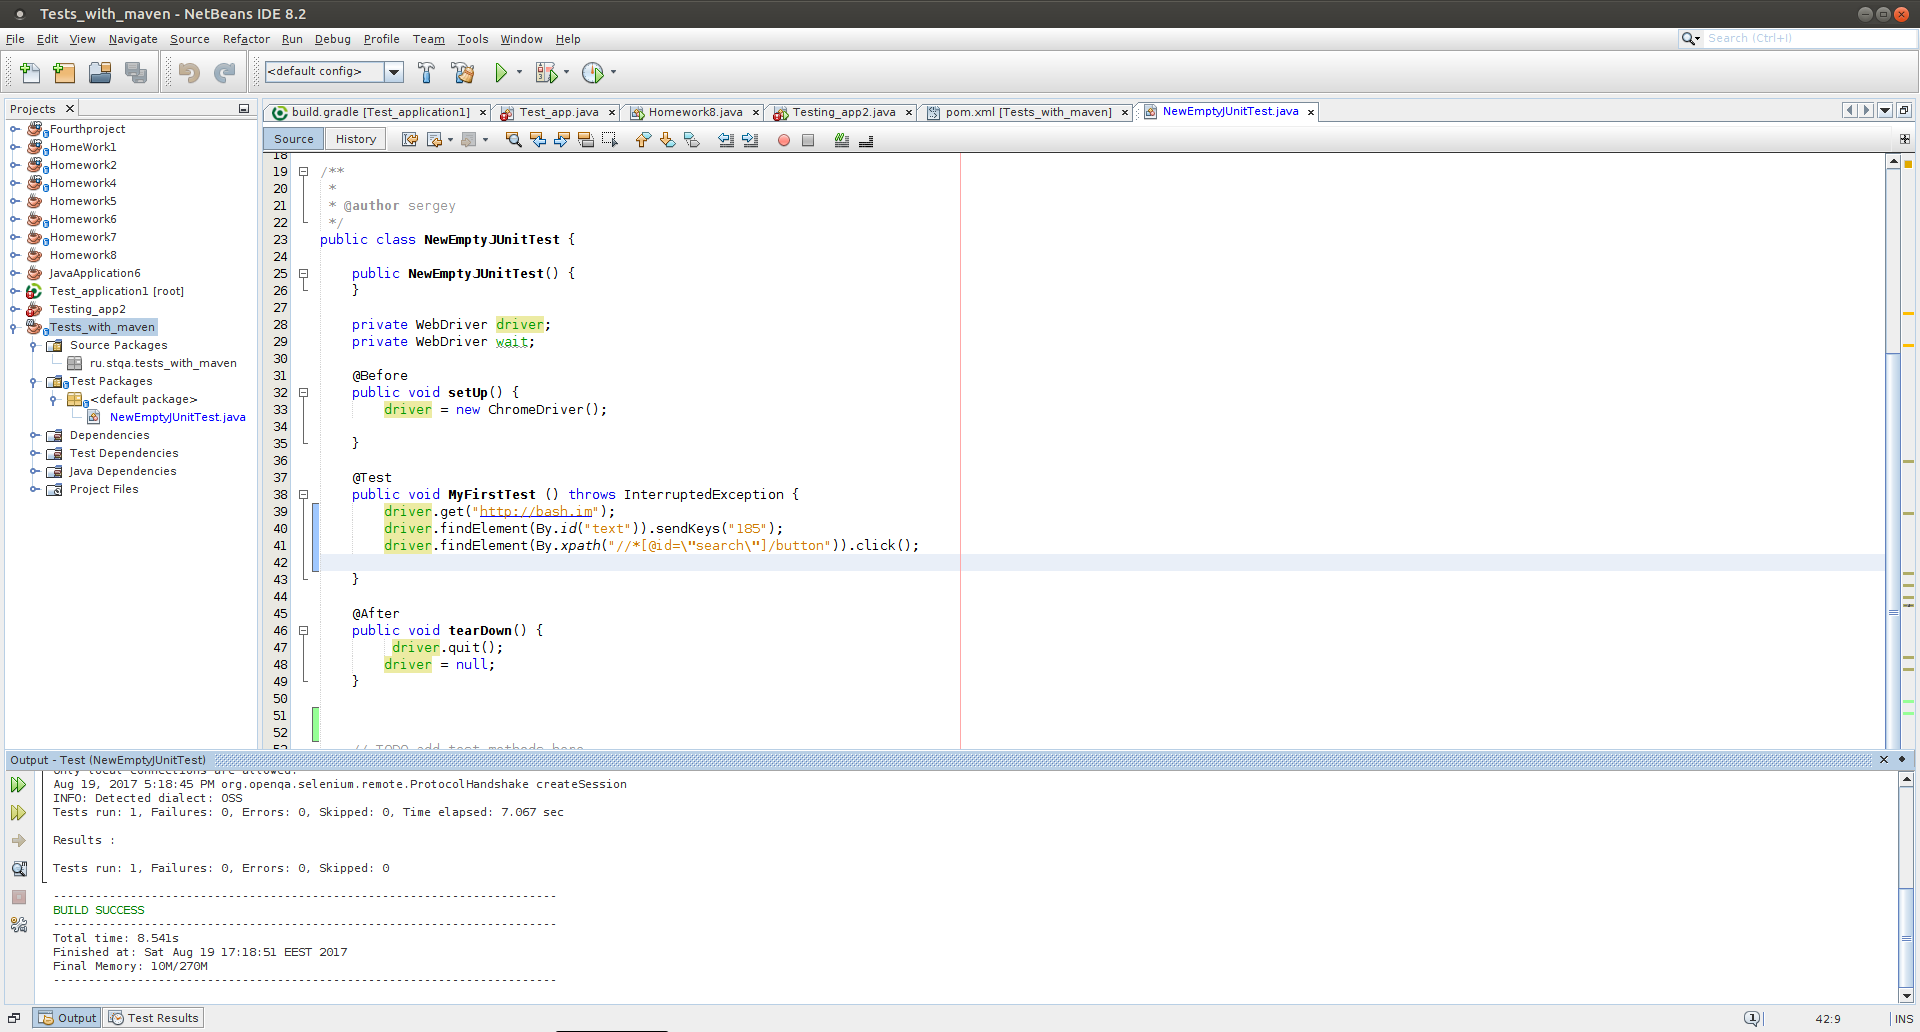 Tests_with_maven - NetBeans IDE 8.2
File Edit View Navigate Source Refactor Run Debug Profile Team Tools Window Help
Search (Ctrl+I)
<default config>
Projects
build.gradle [Test_application1] Test_app.java Homework8.java Testing_app2.java pom.xml [Tests_with_maven] NewEmptyJUnitTest.java
Source History
Fourthproject
HomeWork1
Homework2
Homework4
Homework5
Homework6
Homework7
Homework8
JavaApplication6
Test_application1 [root]
Testing_app2
Tests_with_maven
Source Packages
ru.stqa.tests_with_maven
Test Packages
<default package>
NewEmptyJUnitTest.java
Dependencies
Test Dependencies
Java Dependencies
Project Files
18
19 /**
20 *
21 * @author sergey
22 */
23 public class NewEmptyJUnitTest {
24
25 public NewEmptyJUnitTest() {
26 }
27
28 private WebDriver driver;
29 private WebDriver wait;
30
31 @Before
32 public void setUp() {
33 driver = new ChromeDriver();
34
35 }
36
37 @Test
38 public void MyFirstTest () throws InterruptedException {
39 driver.get("http://bash.im");
40 driver.findElement(By.id("text")).sendKeys("185");
41 driver.findElement(By.xpath("//*[@id=\"search\"]/button")).click();
42
43 }
44
45 @After
46 public void tearDown() {
47 driver.quit();
48 driver = null;
49 }
50
51
52
53 // TODO add test methods here
Output - Test (NewEmptyJUnitTest)
Only local connections are allowed.
Aug 19, 2017 5:18:45 PM org.openqa.selenium.remote.ProtocolHandshake createSession
INFO: Detected dialect: OSS
Tests run: 1, Failures: 0, Errors: 0, Skipped: 0, Time elapsed: 7.067 sec
Results :
Tests run: 1, Failures: 0, Errors: 0, Skipped: 0
------------------------------------------------------------------------
BUILD SUCCESS
------------------------------------------------------------------------
Total time: 8.541s
Finished at: Sat Aug 19 17:18:51 EEST 2017
Final Memory: 10M/270M
------------------------------------------------------------------------
Output Test Results
1 42:9 INS